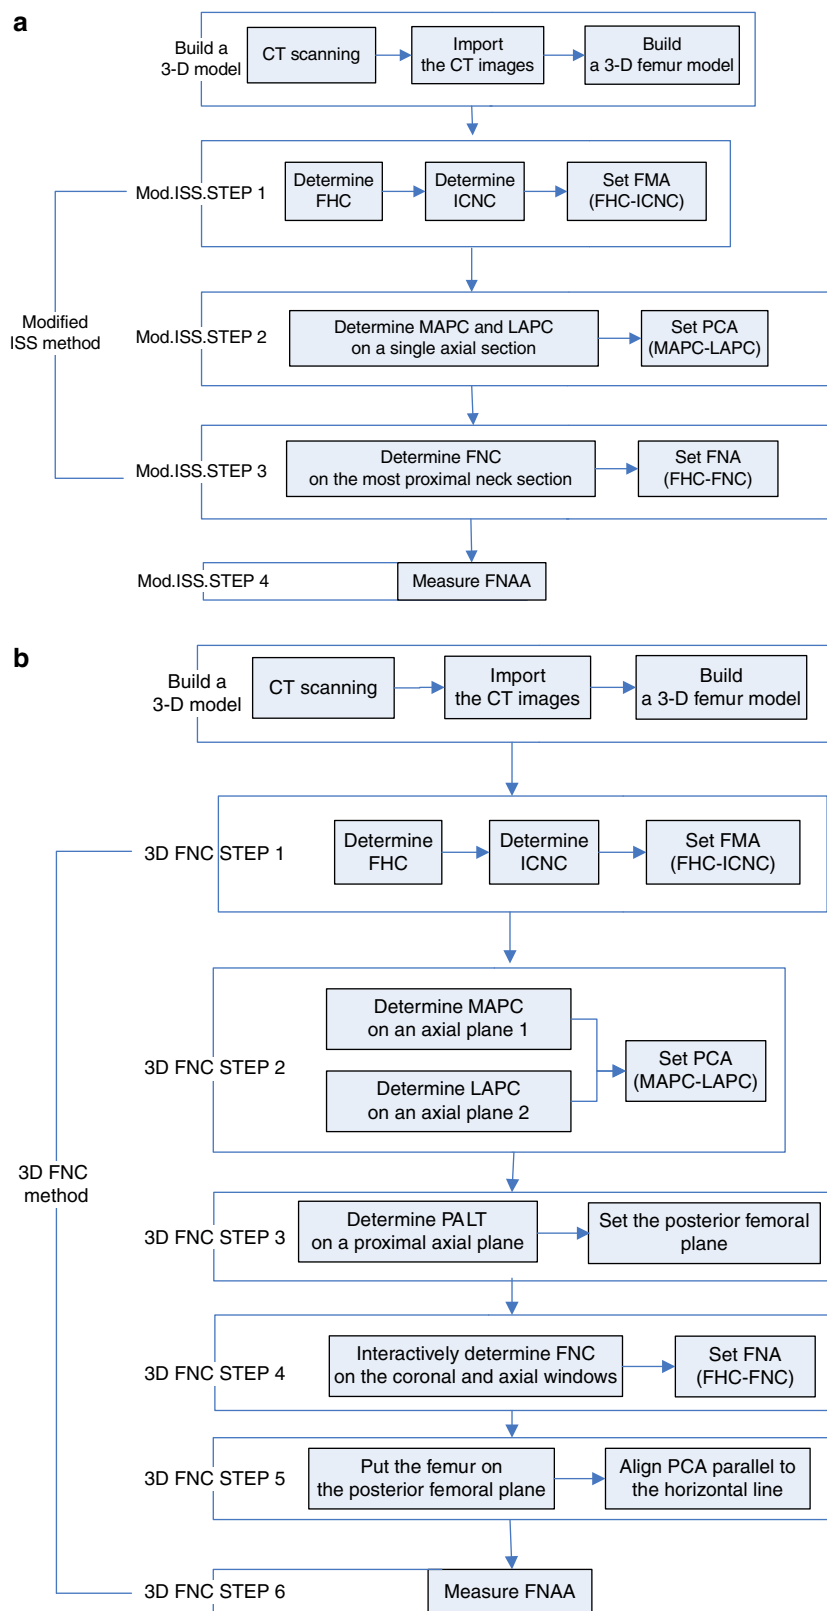 a
Build a
3-D model
CT scanning
Import
the CT images
Build
a 3-D femur model
Mod.ISS.STEP 1
Determine
FHC
Determine
ICNC
Set FMA
(FHC-ICNC)
Modified
ISS method
Mod.ISS.STEP 2
Determine MAPC and LAPC
on a single axial section
Set PCA
(MAPC-LAPC)
Mod.ISS.STEP 3
Determine FNC
on the most proximal neck section
Set FNA
(FHC-FNC)
Mod.ISS.STEP 4
Measure FNAA
b
Build a
3-D model
CT scanning
Import
the CT images
Build
a 3-D femur model
3D FNC STEP 1
Determine
FHC
Determine
ICNC
Set FMA
(FHC-ICNC)
3D FNC STEP 2
Determine MAPC
on an axial plane 1
Determine LAPC
on an axial plane 2
Set PCA
(MAPC-LAPC)
3D FNC
method
3D FNC STEP 3
Determine PALT
on a proximal axial plane
Set the posterior femoral
plane
3D FNC STEP 4
Interactively determine FNC
on the coronal and axial windows
Set FNA
(FHC-FNC)
3D FNC STEP 5
Put the femur on
the posterior femoral plane
Align PCA parallel to
the horizontal line
3D FNC STEP 6
Measure FNAA